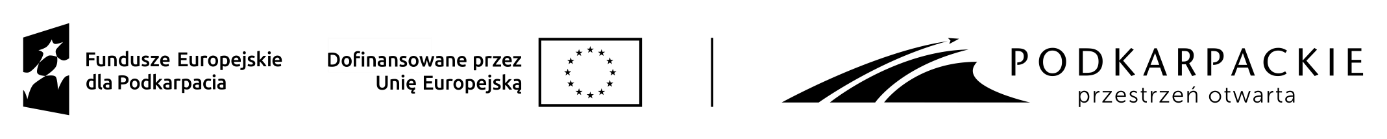 Fundusze Europejskie
dla Podkarpacia
Dofinansowane przez
Unię Europejską
PODKARPACKIE
przestrzeń otwarta